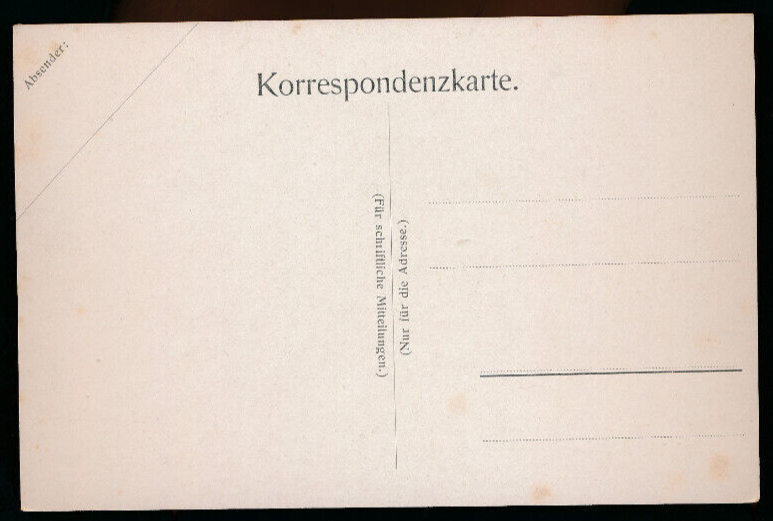 Absender:
Korrespondenzkarte.
(Für schriftliche Mitteilungen.)
(Nur für die Adresse.)